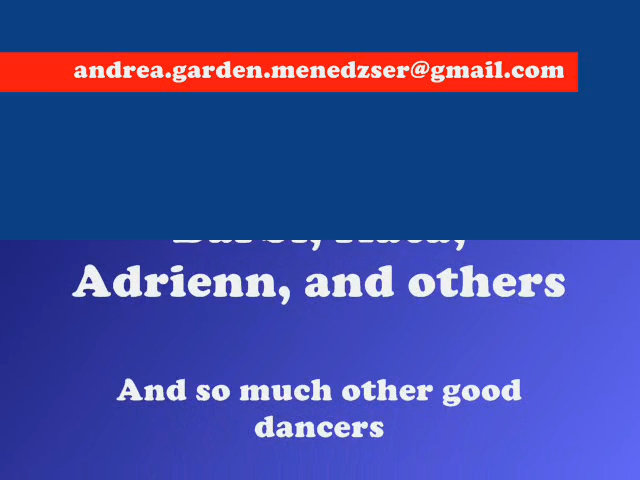 andrea.garden.menedzser@gmail.com
Adrienn, and others
And so much other good
dancers